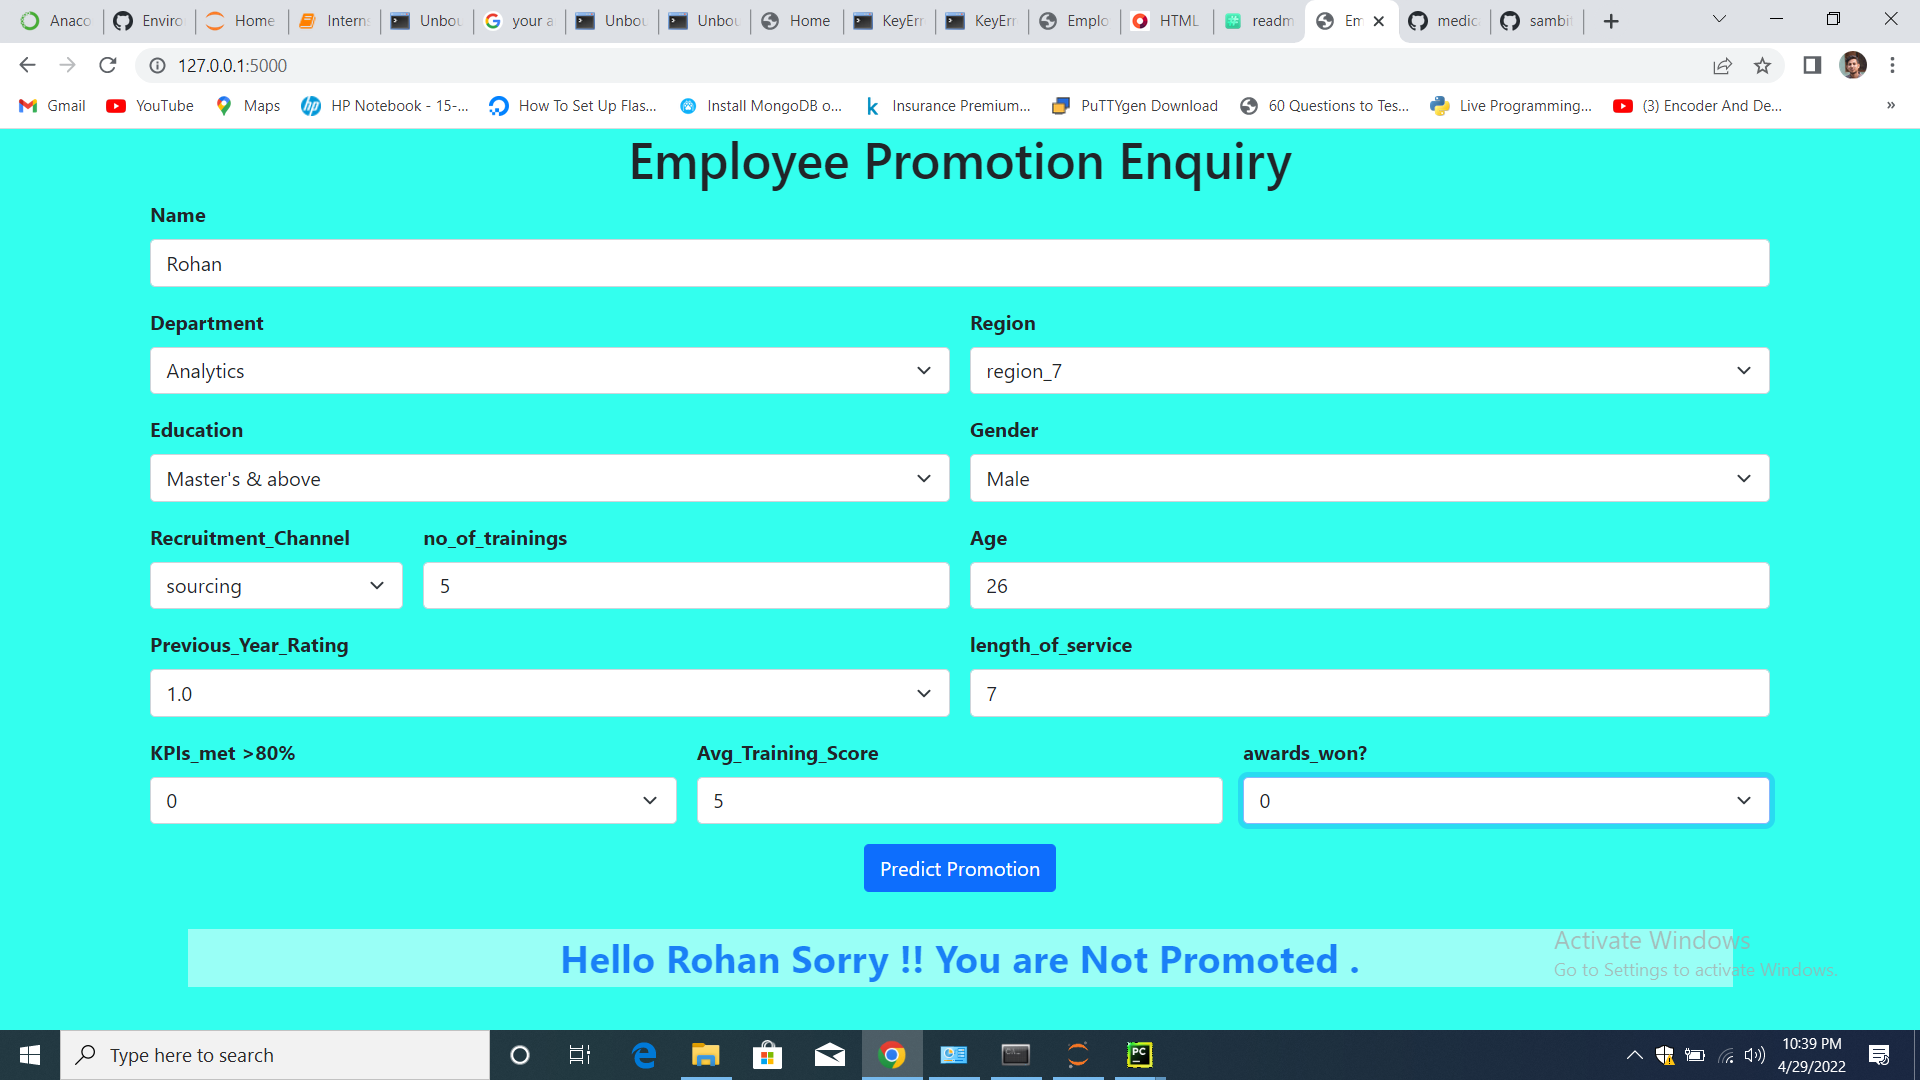 Anaco Enviro Home Intern Unbou your a Unbou Unbou Home KeyErr KeyErr Emplo HTML readm Em medic sambit
127.0.0.1:5000
Gmail YouTube Maps HP Notebook - 15-... How To Set Up Flas... Install MongoDB o... Insurance Premium... PuTTYgen Download 60 Questions to Tes... Live Programming... (3) Encoder And De... »
Employee Promotion Enquiry
Name
Rohan
Department Region
Analytics region_7
Education Gender
Master's & above Male
Recruitment_Channel no_of_trainings Age
sourcing 5 26
Previous_Year_Rating length_of_service
1.0 7
KPIs_met >80% Avg_Training_Score awards_won?
0 5 0
Predict Promotion
Hello Rohan Sorry !! You are Not Promoted .
Activate Windows
Go to Settings to activate Windows.
Type here to search
10:39 PM
4/29/2022